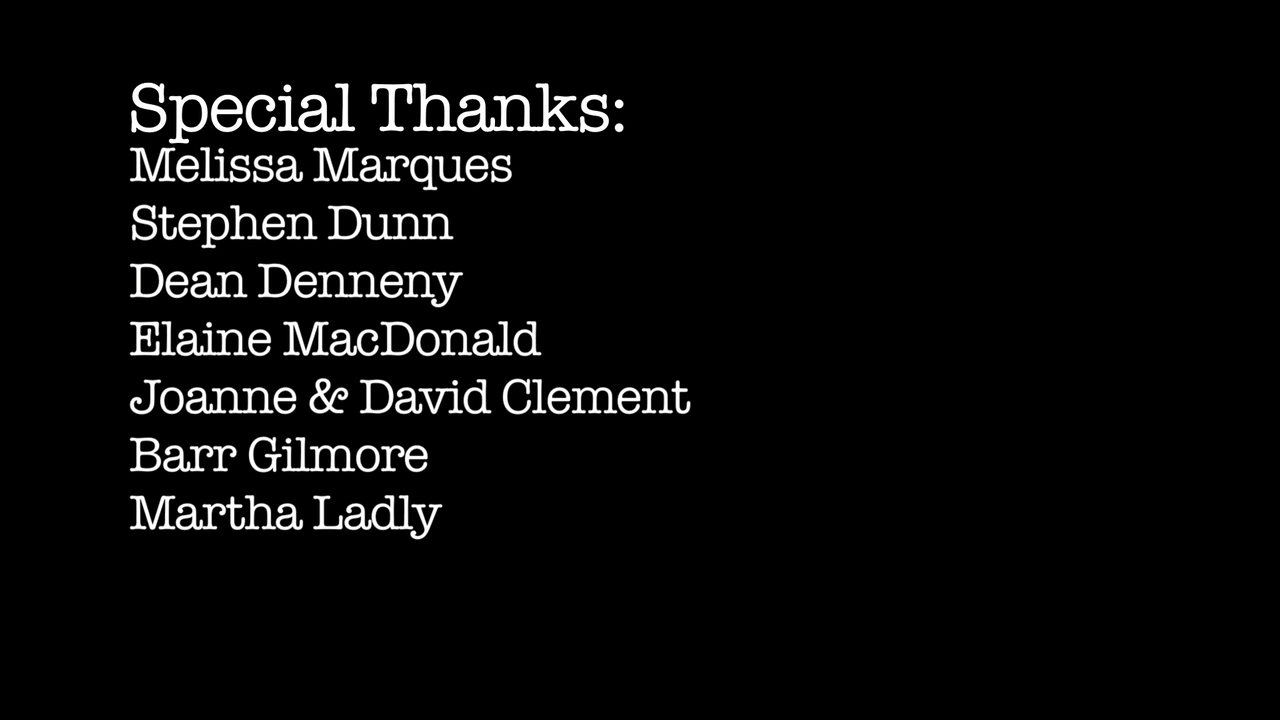 Special Thanks:
Melissa Marques
Stephen Dunn
Dean Denneny
Elaine MacDonald
Joanne & David Clement
Barr Gilmore
Martha Ladly